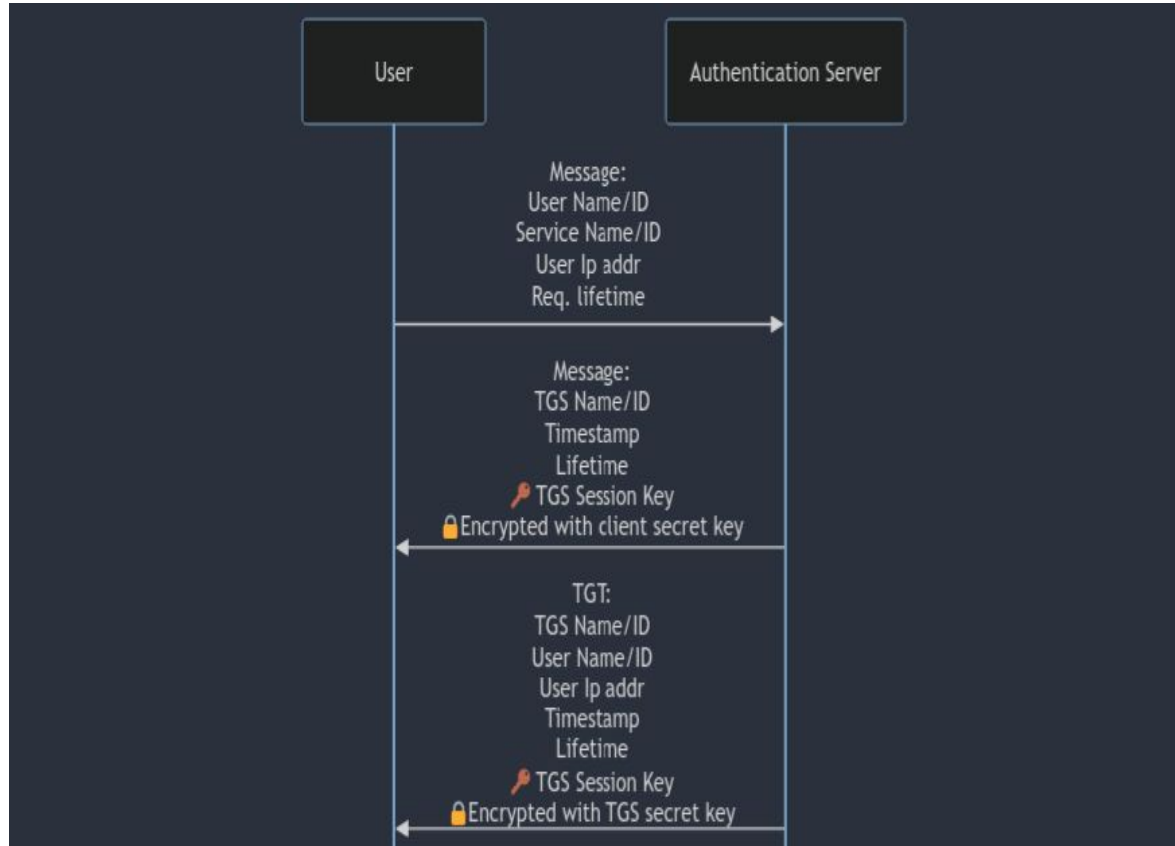 User
Authentication Server
Message:
User Name/ID
Service Name/ID
User Ip addr
Req. lifetime
Message:
TGS Name/ID
Timestamp
Lifetime
🔑 TGS Session Key
🔒Encrypted with client secret key
TGT:
TGS Name/ID
User Name/ID
User Ip addr
Timestamp
Lifetime
🔑 TGS Session Key
🔒Encrypted with TGS secret key